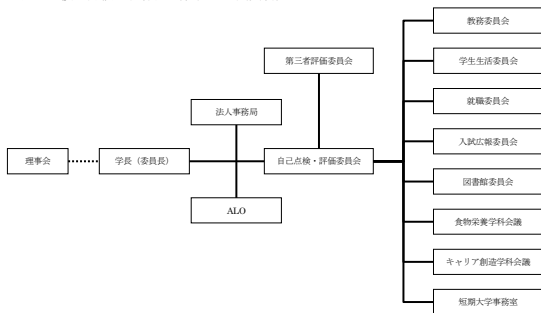 教務委員会
第三者評価委員会
学生生活委員会
法人事務局
就職委員会
入試広報委員会
理事会
学長（委員長）
自己点検・評価委員会
図書館委員会
ALO
食物栄養学科会議
キャリア創造学科会議
短期大学事務室